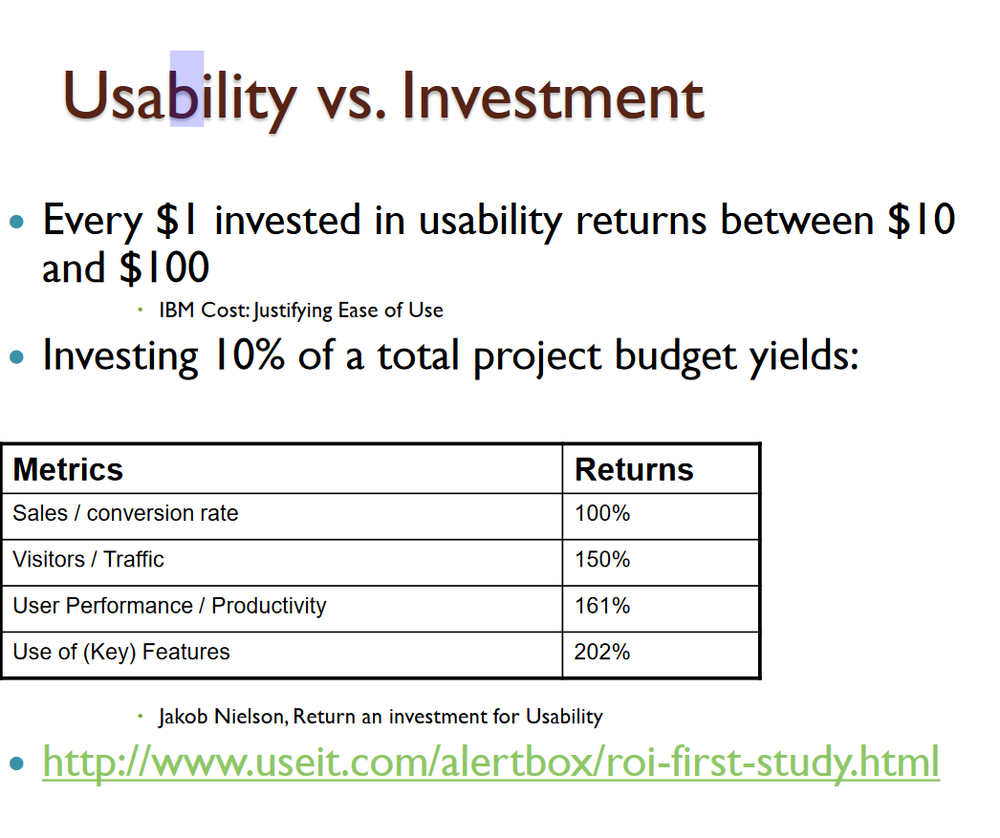 Usability vs. Investment
Every $1 invested in usability returns between $10
and $100
IBM Cost: Justifying Ease of Use
Investing 10% of a total project budget yields:
Metrics Returns
Sales / conversion rate 100%
Visitors / Traffic 150%
User Performance / Productivity 161%
Use of (Key) Features 202%
Jakob Nielson, Return an investment for Usability
http://www.useit.com/alertbox/roi-first-study.html